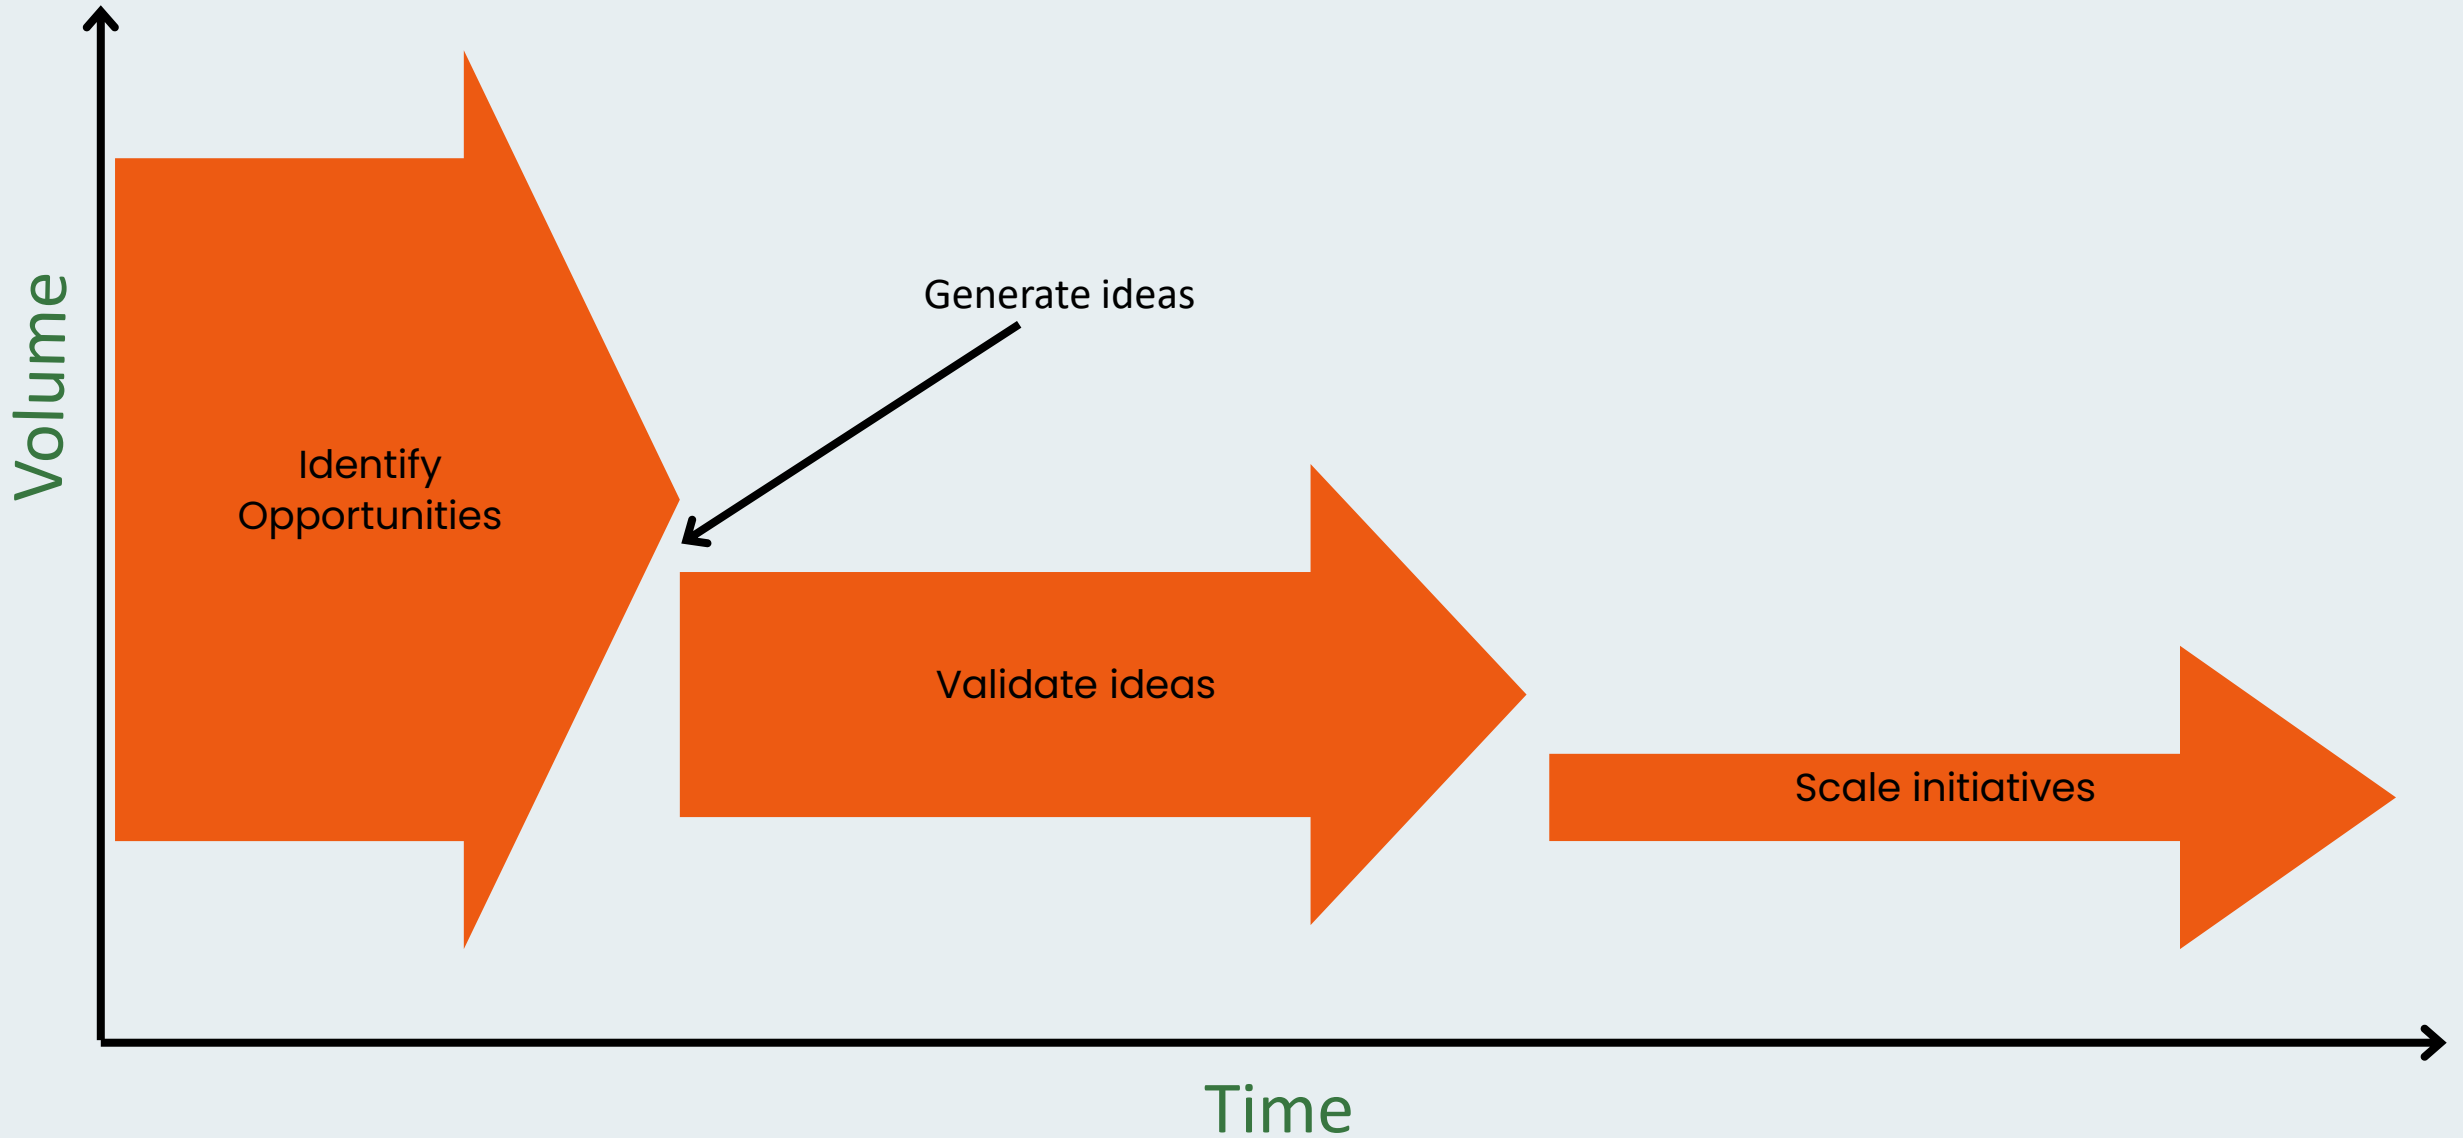 Volume
Generate ideas
Identify
Opportunities
Validate ideas
Scale initiatives
Time